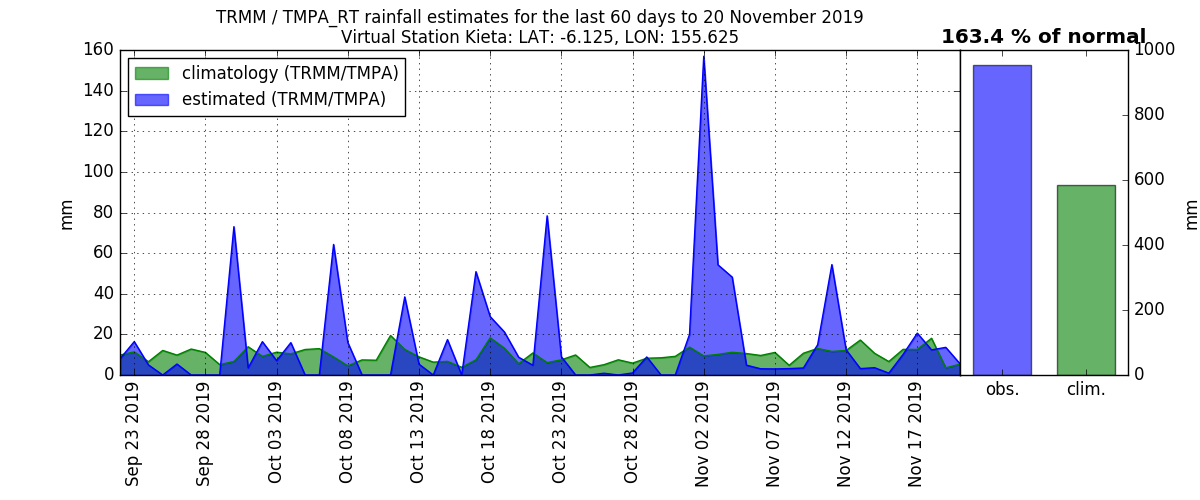 TRMM / TMPA_RT rainfall estimates for the last 60 days to 20 November 2019
Virtual Station Kieta: LAT: -6.125, LON: 155.625
163.4 % of normal
climatology (TRMM/TMPA)
estimated (TRMM/TMPA)
mm
160
140
120
100
80
60
40
20
0
Sep 23 2019
Sep 28 2019
Oct 03 2019
Oct 08 2019
Oct 13 2019
Oct 18 2019
Oct 23 2019
Oct 28 2019
Nov 02 2019
Nov 07 2019
Nov 12 2019
Nov 17 2019
obs.
clim.
1000
800
600
400
200
0
mm